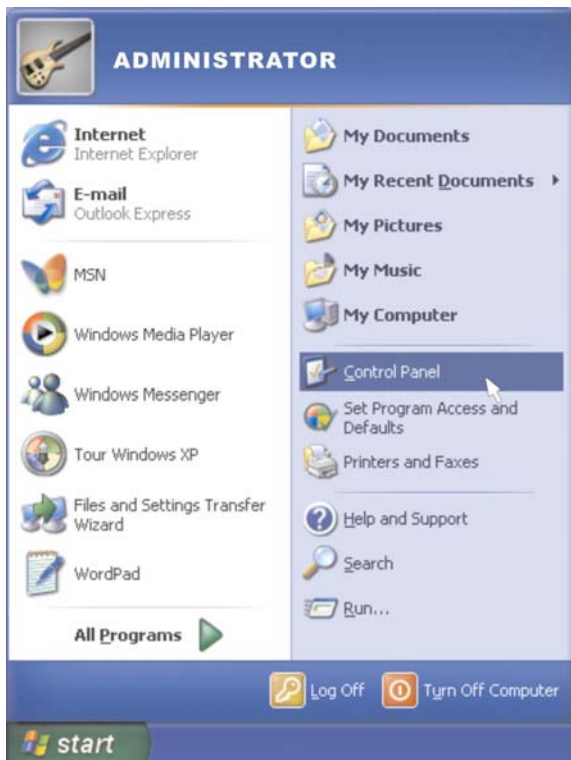 ADMINISTRATOR
Internet
Internet Explorer
E-mail
Outlook Express
MSN
Windows Media Player
Windows Messenger
Tour Windows XP
Files and Settings Transfer
Wizard
WordPad
All Programs
My Documents
My Recent Documents
My Pictures
My Music
My Computer
Control Panel
Set Program Access and
Defaults
Printers and Faxes
Help and Support
Search
Run...
Log Off
Turn Off Computer
start